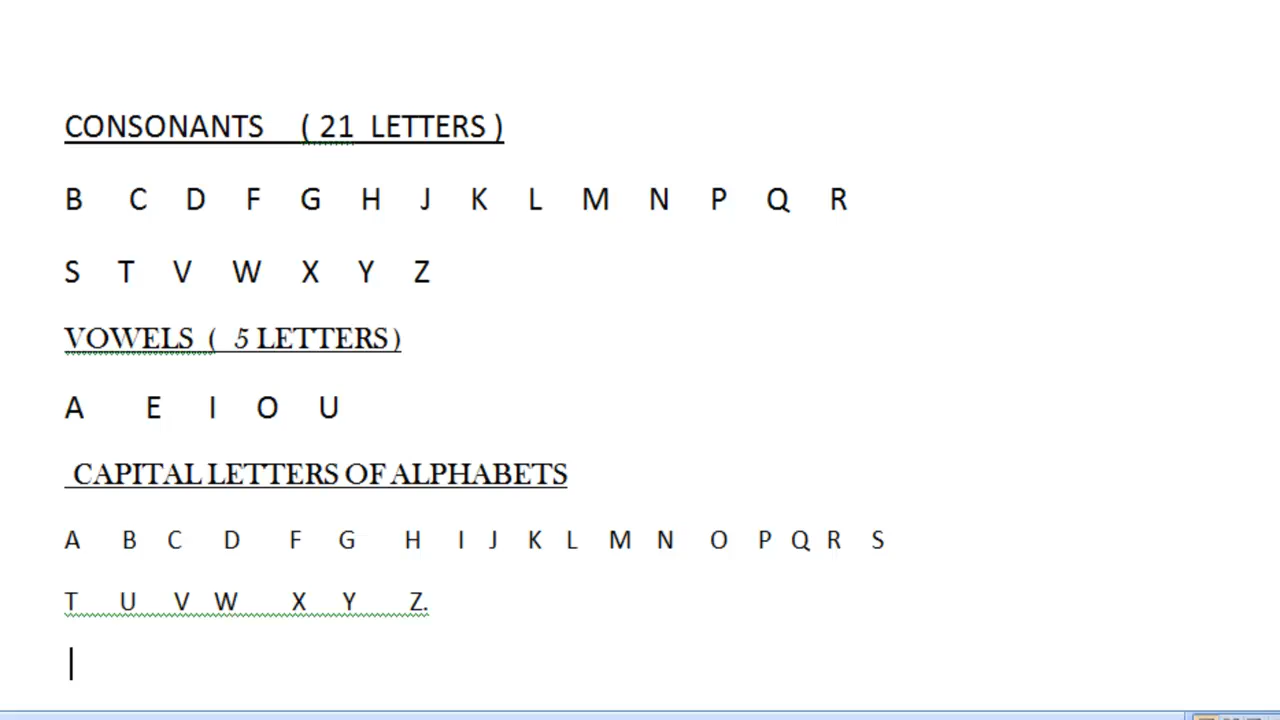 CONSONANTS ( 21 LETTERS )
B C D F G H J K L M N P Q R
S T V W X Y Z
VOWELS ( 5 LETTERS )
A E I O U
CAPITAL LETTERS OF ALPHABETS
A B C D F G H I J K L M N O P Q R S
T U V W X Y Z.